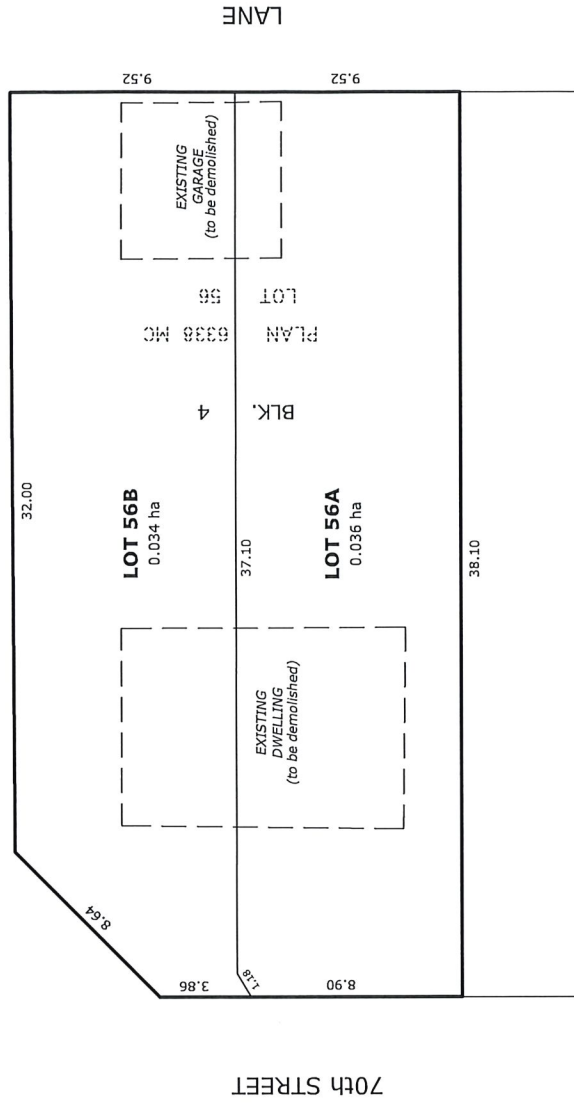 LANE
9.52
9.52
EXISTING
GARAGE
(to be demolished)
LOT 56
PLAN 6338 MC
BLK. 4
32.00
LOT 56B
0.034 ha
37.10
LOT 56A
0.036 ha
38.10
EXISTING
DWELLING
(to be demolished)
8.64
3.86
1.18
8.90
70th STREET